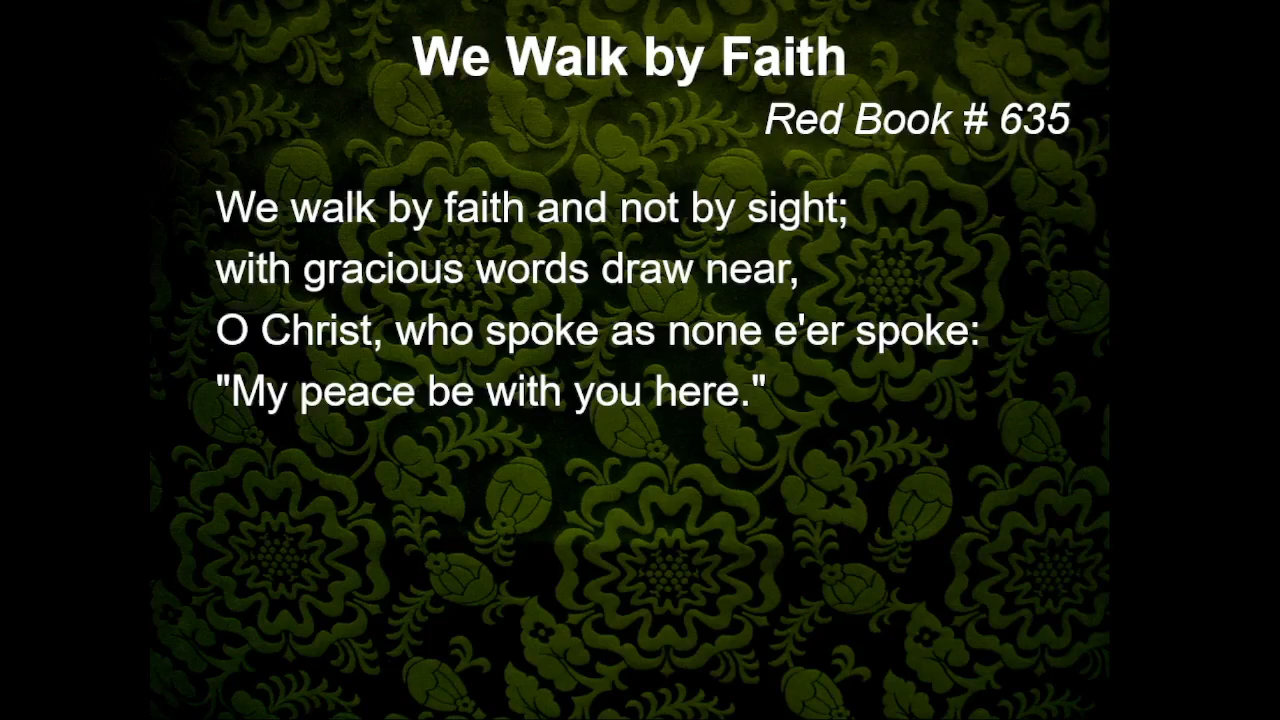 We Walk by Faith
Red Book # 635
We walk by faith and not by sight;
with gracious words draw near,
O Christ, who spoke as none e'er spoke:
"My peace be with you here."